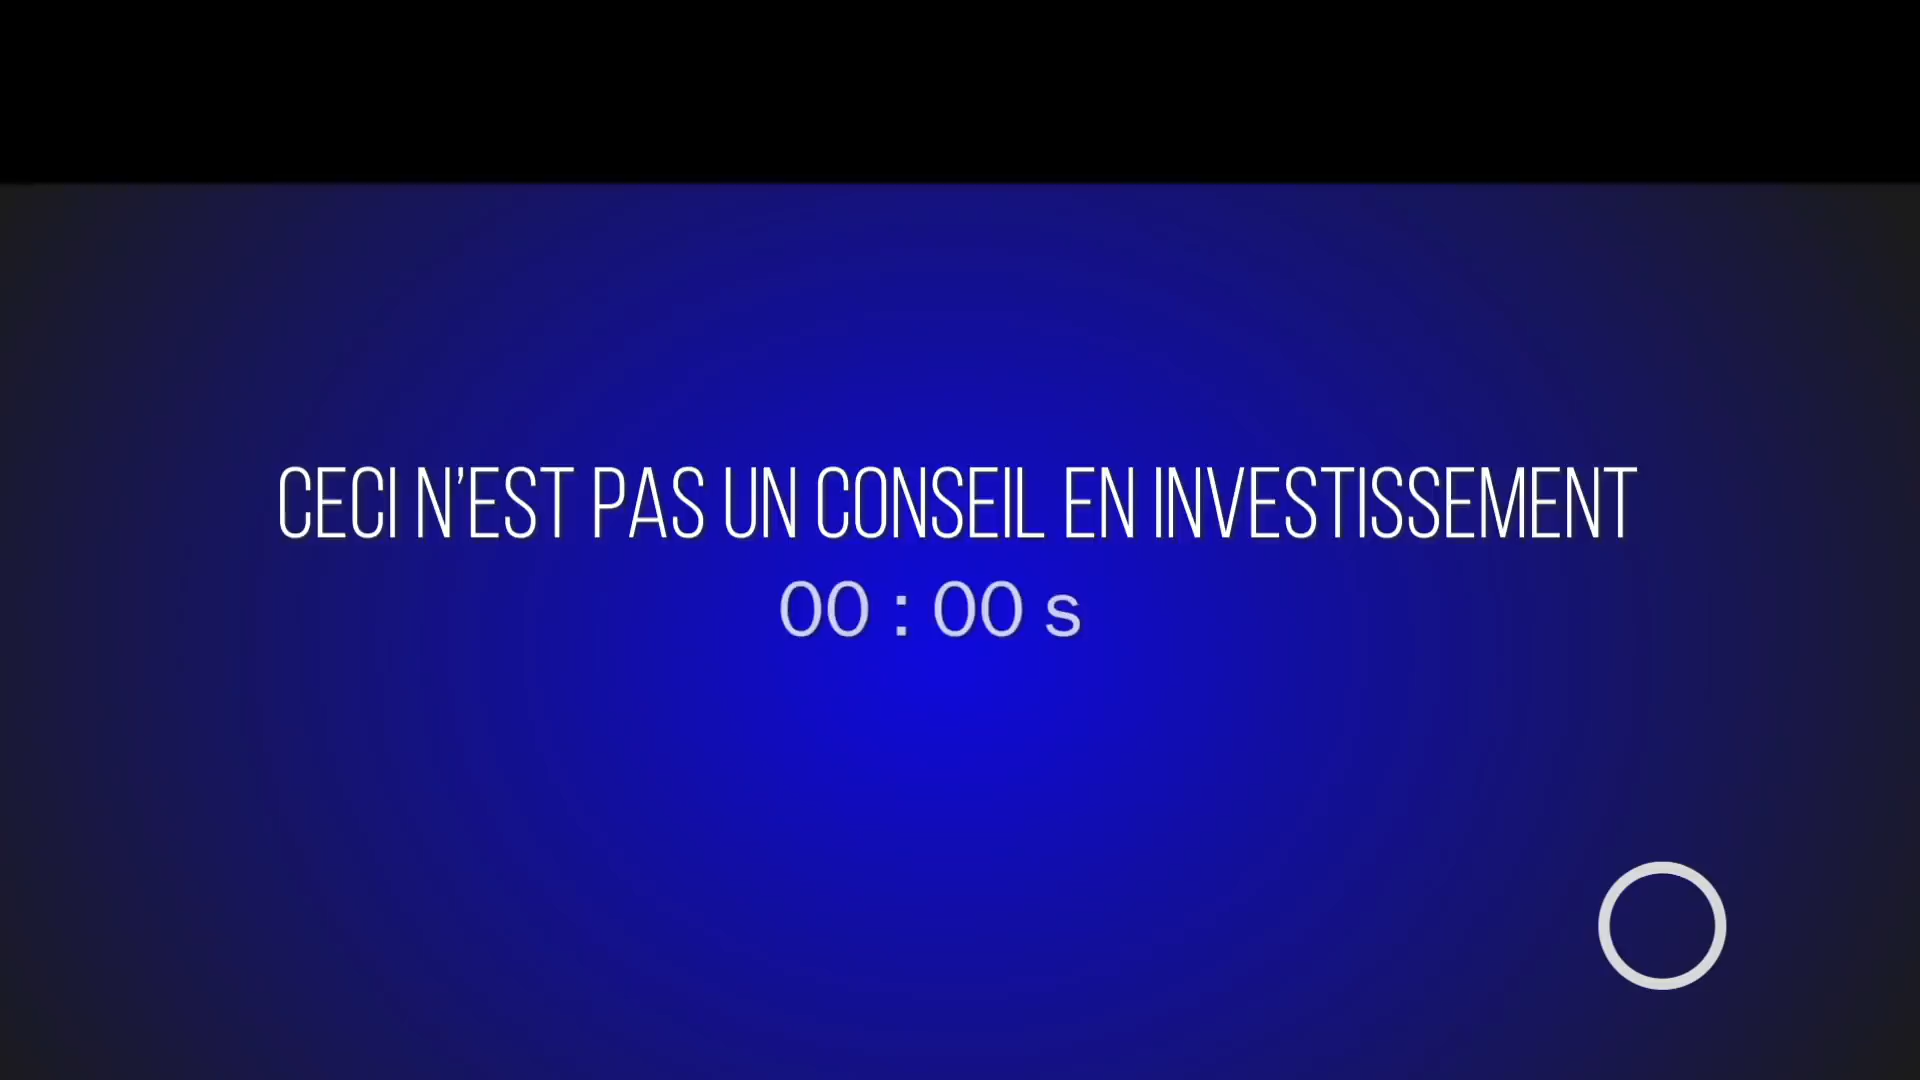 CECI N’EST PAS UN CONSEIL EN INVESTISSEMENT
00 : 00 s